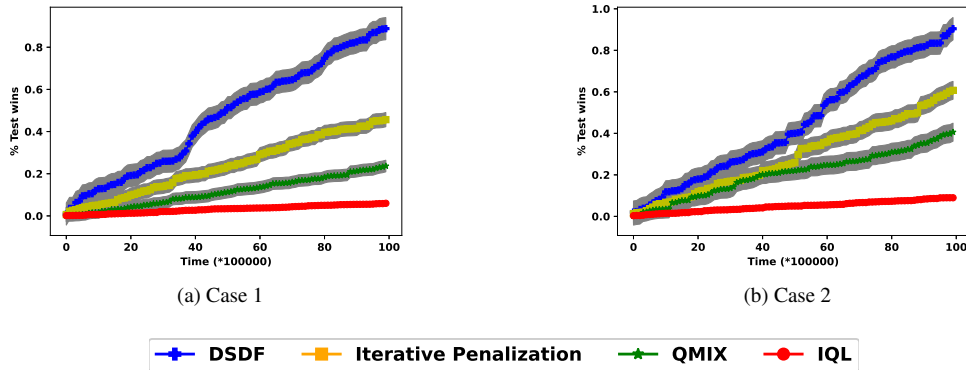 0.8
0.6
0.4
0.2
0.0
% Test wins
0 20 40 60 80 100
Time (*100000)
(a) Case 1
1.0
0.8
0.6
0.4
0.2
0.0
% Test wins
0 20 40 60 80 100
Time (*100000)
(b) Case 2
DSDF Iterative Penalization QMIX IQL